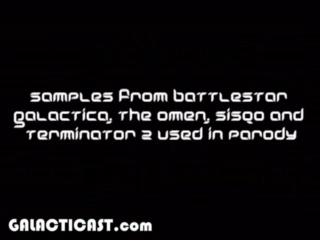 samples from battlestar
galactica, the omen, sisqo and
terminator 2 used in parody
GALACTICAST.com